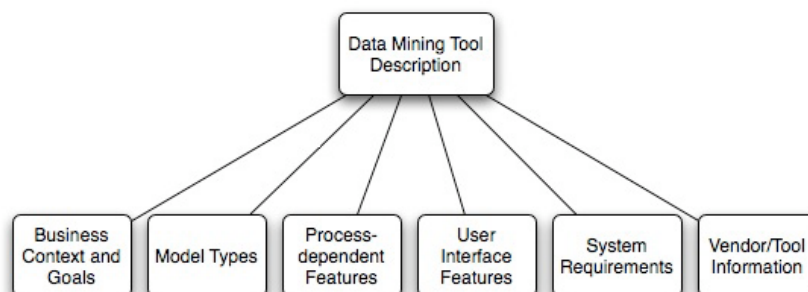 Data Mining Tool
Description
Business
Context and
Goals
Model Types
Process-
dependent
Features
User
Interface
Features
System
Requirements
Vendor/Tool
Information